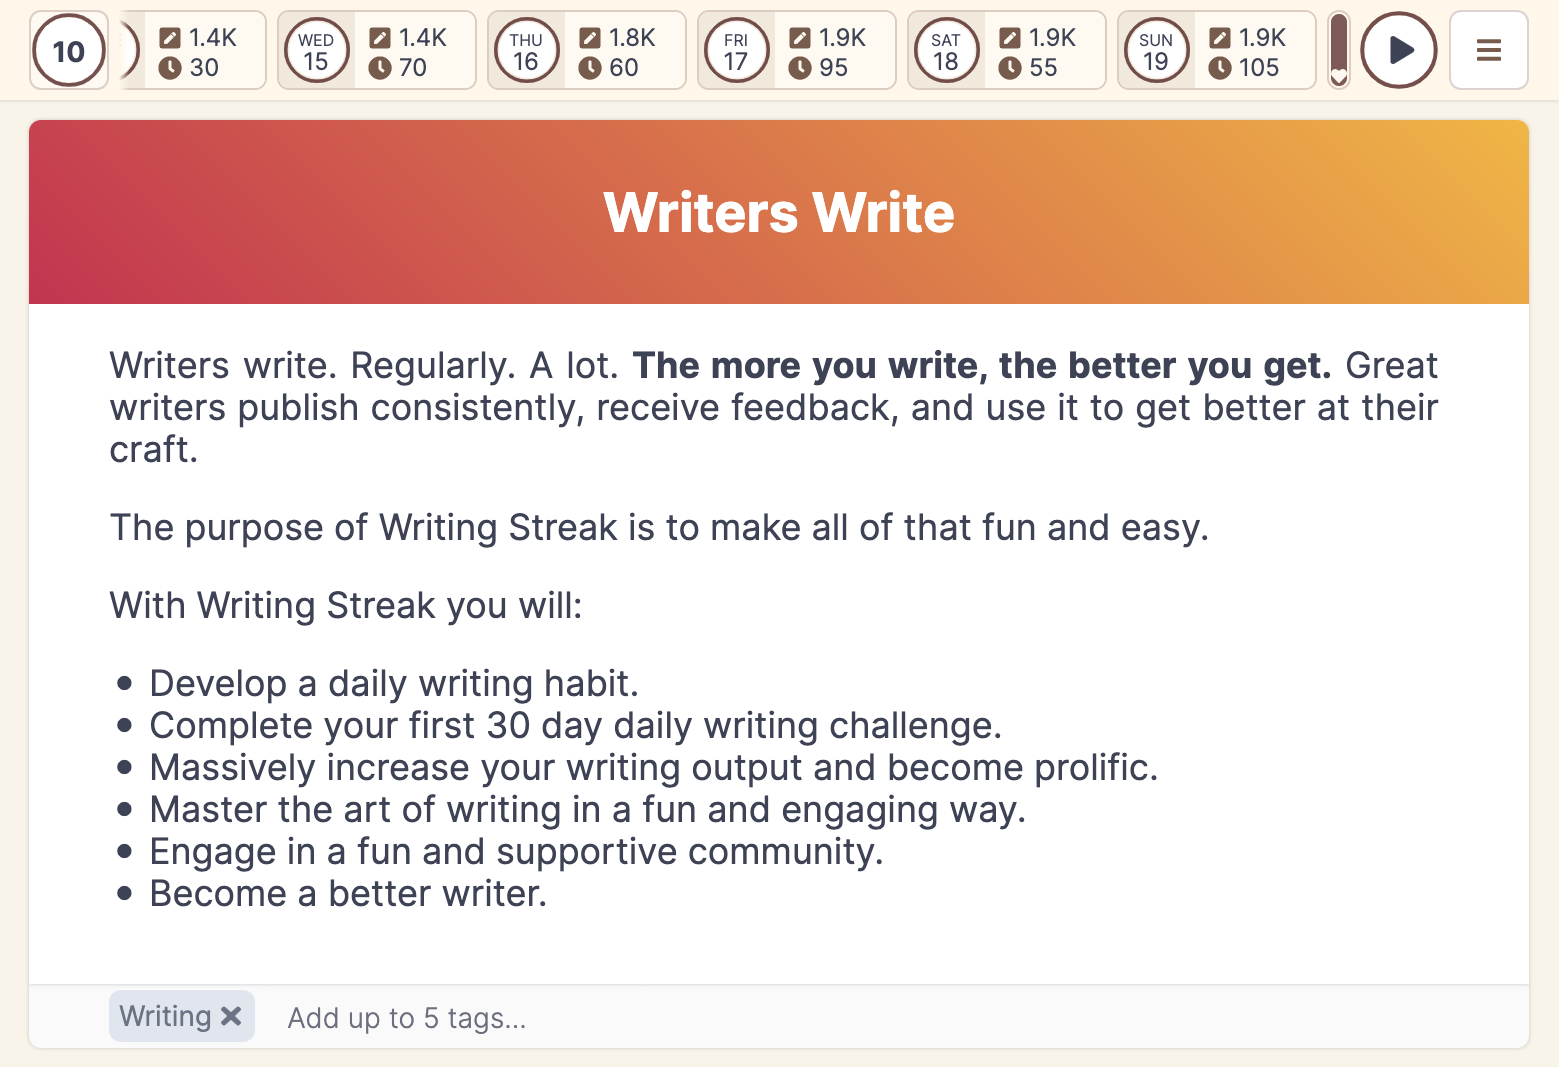 10
1.4K
30
WED
15
1.4K
70
THU
16
1.8K
60
FRI
17
1.9K
95
SAT
18
1.9K
55
SUN
19
1.9K
105
Writers Write
Writers write. Regularly. A lot. The more you write, the better you get. Great
writers publish consistently, receive feedback, and use it to get better at their
craft.
The purpose of Writing Streak is to make all of that fun and easy.
With Writing Streak you will:
• Develop a daily writing habit.
• Complete your first 30 day daily writing challenge.
• Massively increase your writing output and become prolific.
• Master the art of writing in a fun and engaging way.
• Engage in a fun and supportive community.
• Become a better writer.
Writing
Add up to 5 tags...